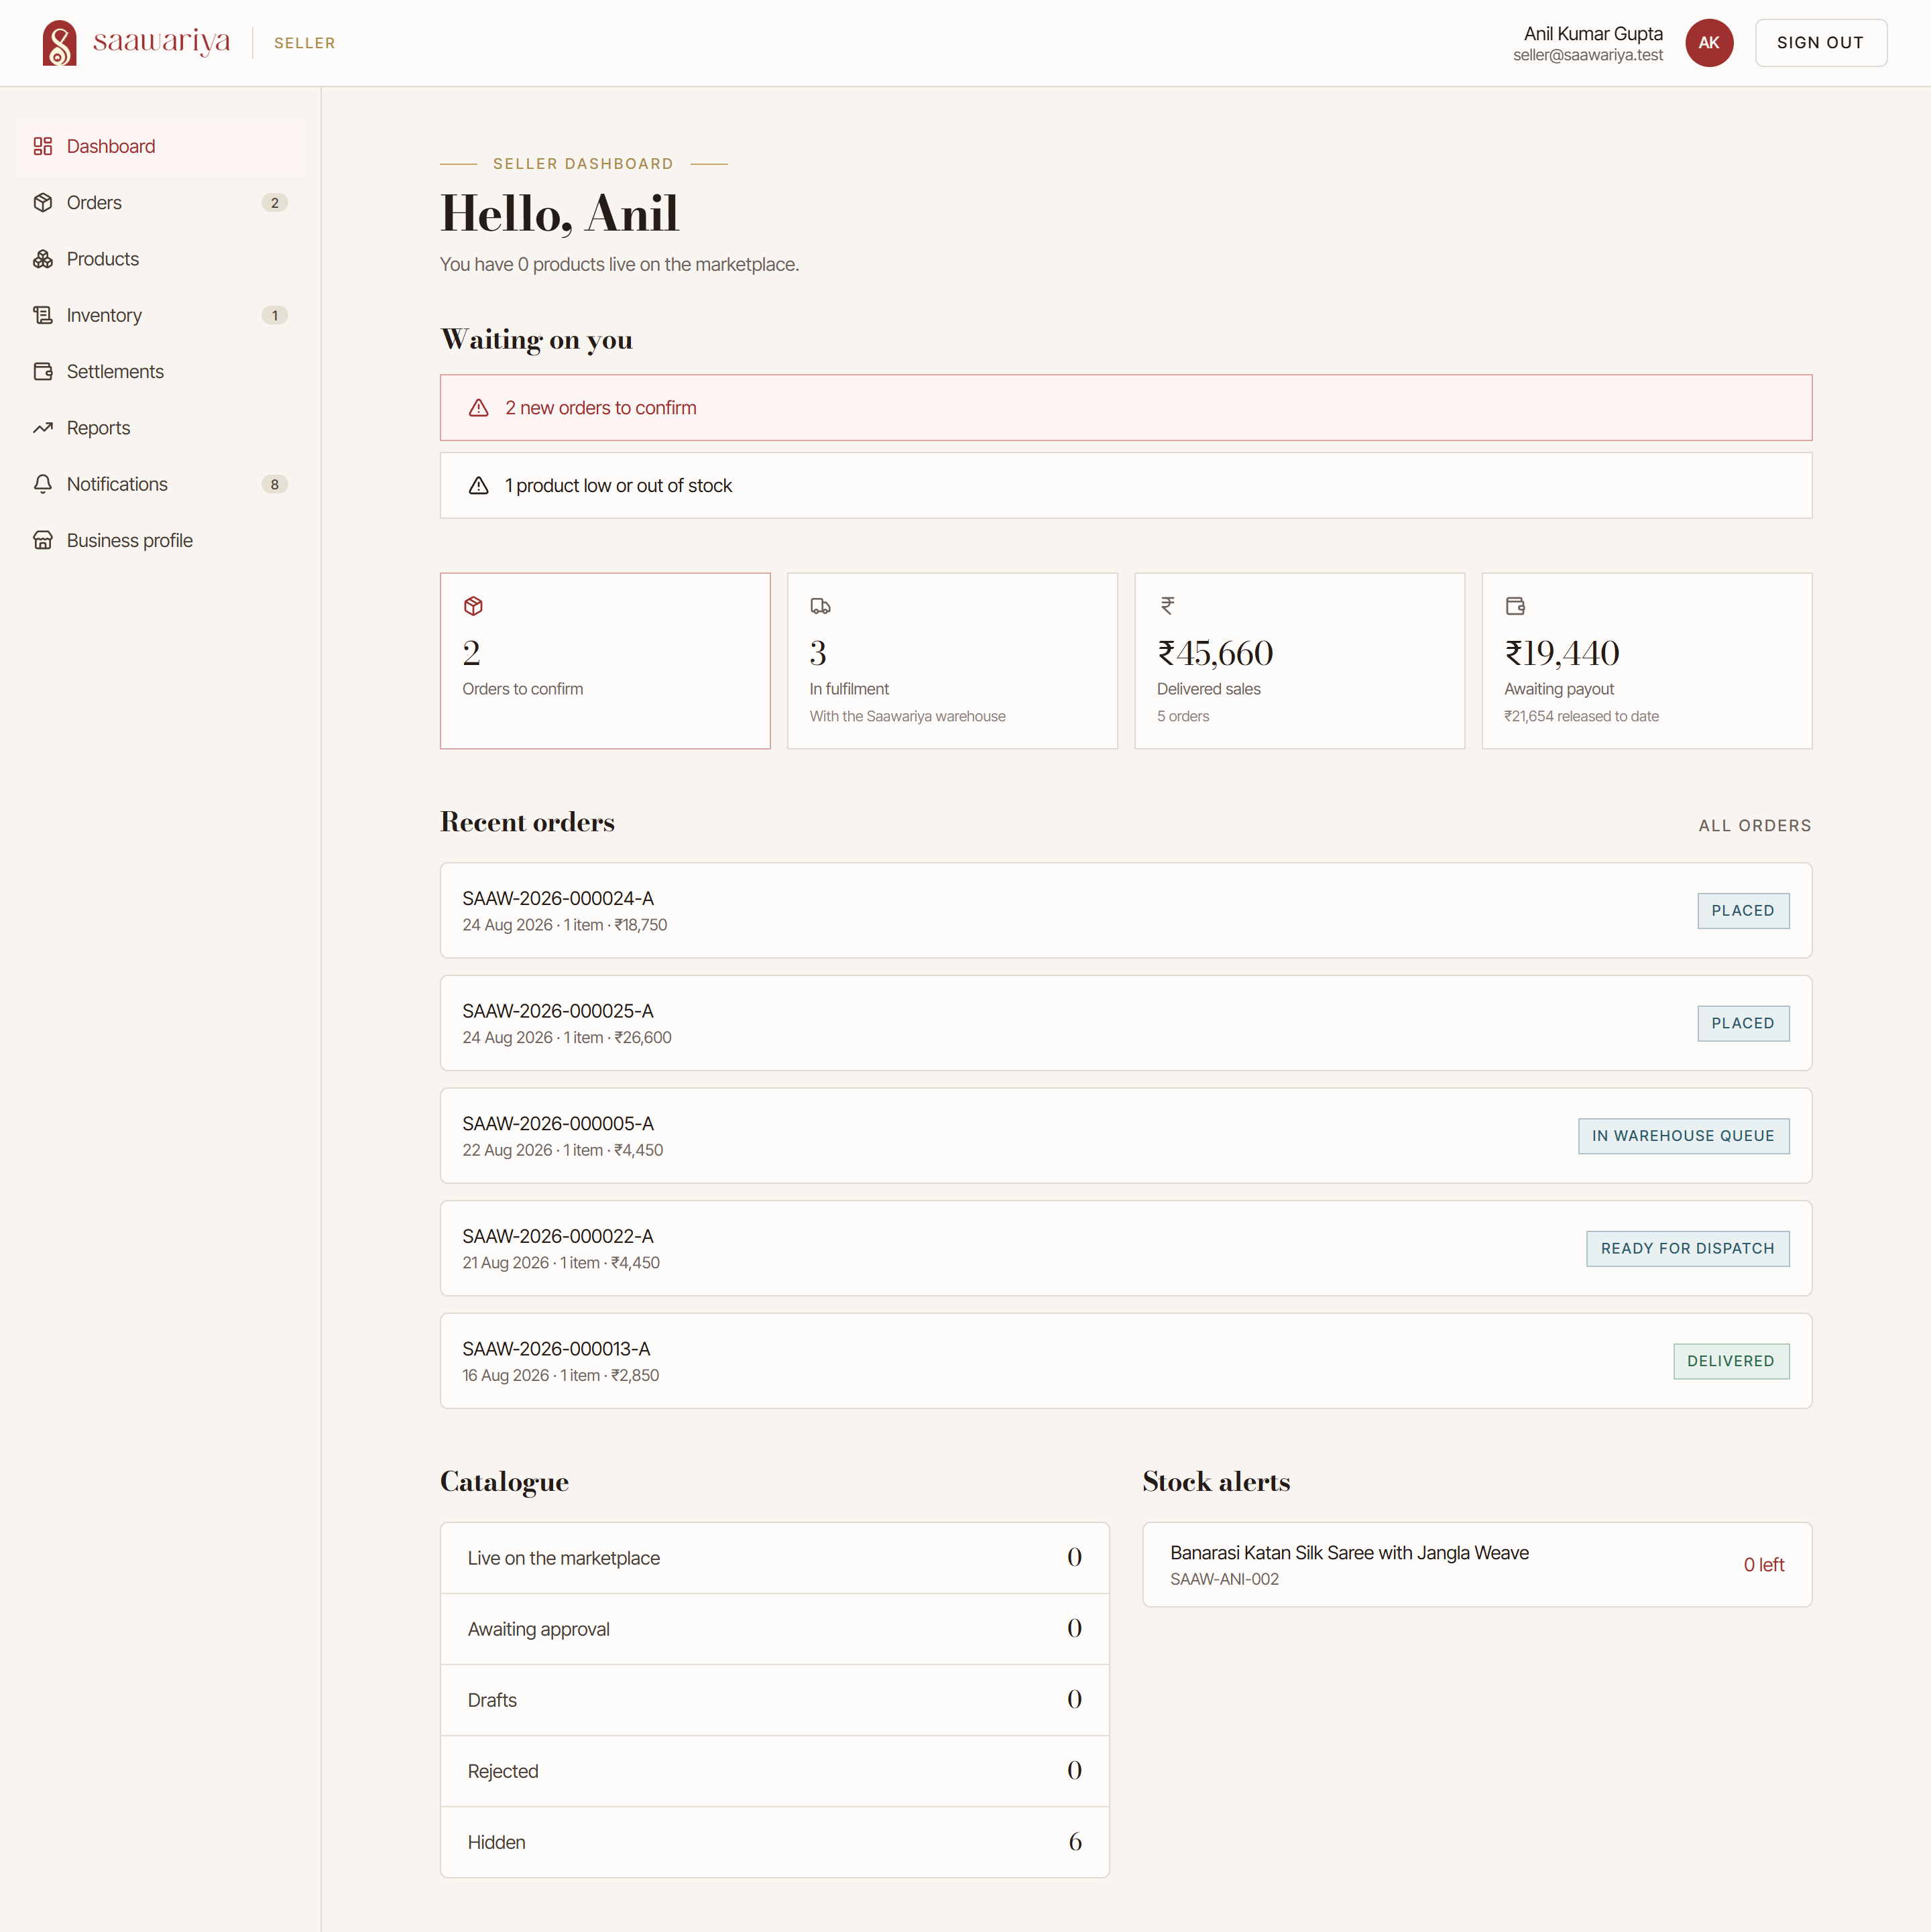 saawariya
SELLER
Anil Kumar Gupta
seller@saawariya.test
AK
SIGN OUT
Dashboard
Orders 2
Products
Inventory 1
Settlements
Reports
Notifications 8
Business profile
SELLER DASHBOARD
Hello, Anil
You have 0 products live on the marketplace.
Waiting on you
2 new orders to confirm
1 product low or out of stock
2
Orders to confirm
3
In fulfilment
With the Saawariya warehouse
₹45,660
Delivered sales
5 orders
₹19,440
Awaiting payout
₹21,654 released to date
Recent orders
ALL ORDERS
SAAW-2026-000024-A
24 Aug 2026 · 1 item · ₹18,750
PLACED
SAAW-2026-000025-A
24 Aug 2026 · 1 item · ₹26,600
PLACED
SAAW-2026-000005-A
22 Aug 2026 · 1 item · ₹4,450
IN WAREHOUSE QUEUE
SAAW-2026-000022-A
21 Aug 2026 · 1 item · ₹4,450
READY FOR DISPATCH
SAAW-2026-000013-A
16 Aug 2026 · 1 item · ₹2,850
DELIVERED
Catalogue
Live on the marketplace 0
Awaiting approval 0
Drafts 0
Rejected 0
Hidden 6
Stock alerts
Banarasi Katan Silk Saree with Jangla Weave
SAAW-ANI-002
0 left